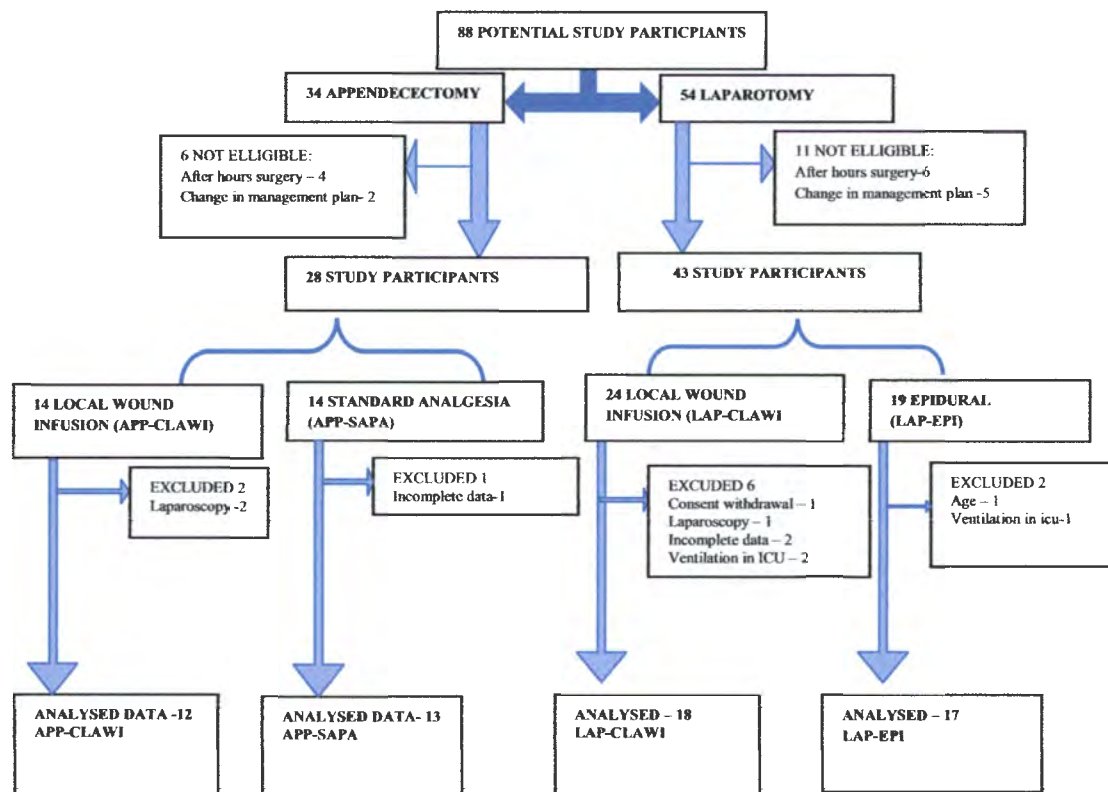 88 POTENTIAL STUDY PARTICPIANTS
34 APPENDECECTOMY
54 LAPAROTOMY
6 NOT ELLIGIBLE:
After hours surgery – 4
Change in management plan- 2
11 NOT ELLIGIBLE:
After hours surgery-6
Change in management plan -5
28 STUDY PARTICIPANTS
43 STUDY PARTICIPANTS
14 LOCAL WOUND
INFUSION (APP-CLAWI)
14 STANDARD ANALGESIA
(APP-SAPA)
24 LOCAL WOUND
INFUSION (LAP-CLAWI
19 EPIDURAL
(LAP-EPI)
EXCLUDED 2
Laparoscopy -2
EXCLUDED 1
Incomplete data-1
EXCUDED 6
Consent withdrawal – 1
Laparoscopy – 1
Incomplete data – 2
Ventilation in ICU – 2
EXCLUDED 2
Age – 1
Ventilation in icu-1
ANALYSED DATA -12
APP-CLAWI
ANALYSED DATA- 13
APP-SAPA
ANALYSED – 18
LAP-CLAWI
ANALYSED – 17
LAP-EPI